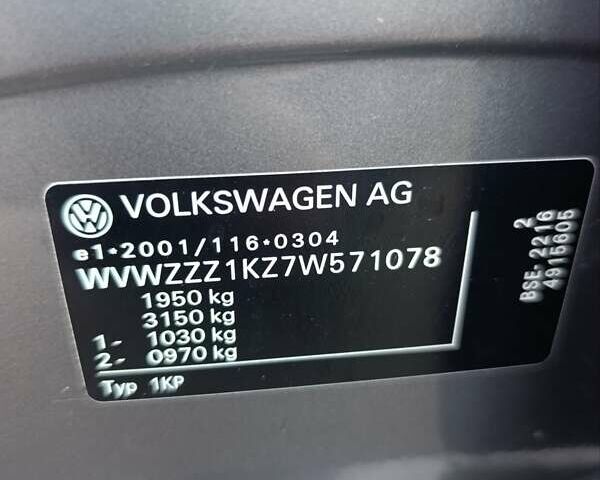 VOLKSWAGEN AG
e1*2001/116*0304
WVWZZZ1KZ7W571078
1950 kg
3150 kg
1- 1030 kg
2- 0970 kg
Typ 1KP
2
BSE- 2216
4915605